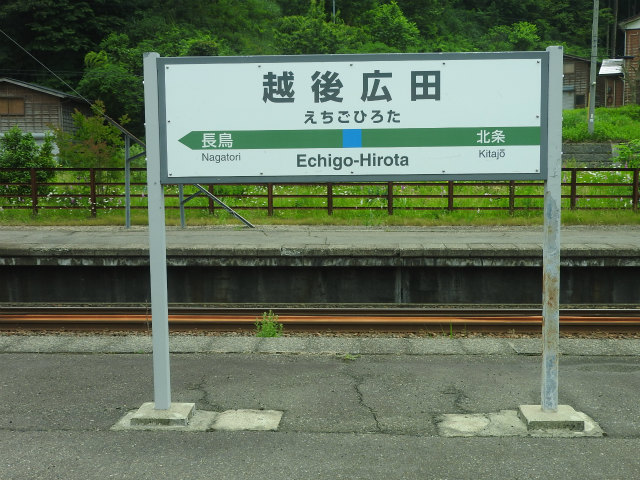 越後広田
えちごひろた
長鳥 北条
Nagatori Kitajō
Echigo-Hirota